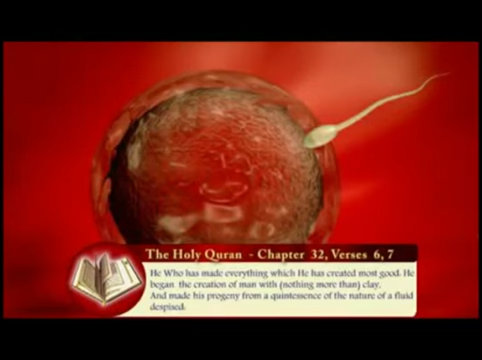 The Holy Quran - Chapter 32, Verses 6, 7
He Who has made everything which He has created most good: He
began the creation of man with (nothing more than) clay,
And made his progeny from a quintessence of the nature of a fluid
despised.